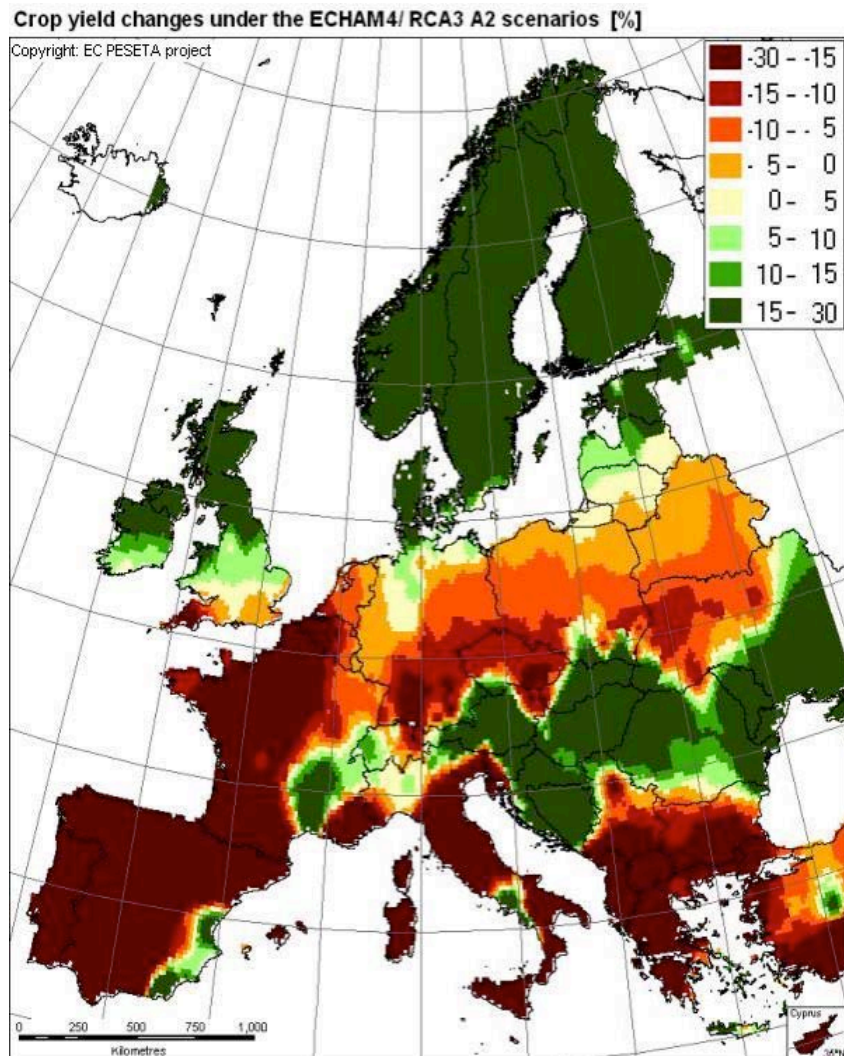 Crop yield changes under the ECHAM4/ RCA3 A2 scenarios [%]
Copyright: EC PESETA project
-30 - -15
-15 - -10
-10 - - 5
- 5 - 0
0 - 5
5 - 10
10 - 15
15 - 30
0 250 500 750 1,000
Kilometres
Cyprus
35°N